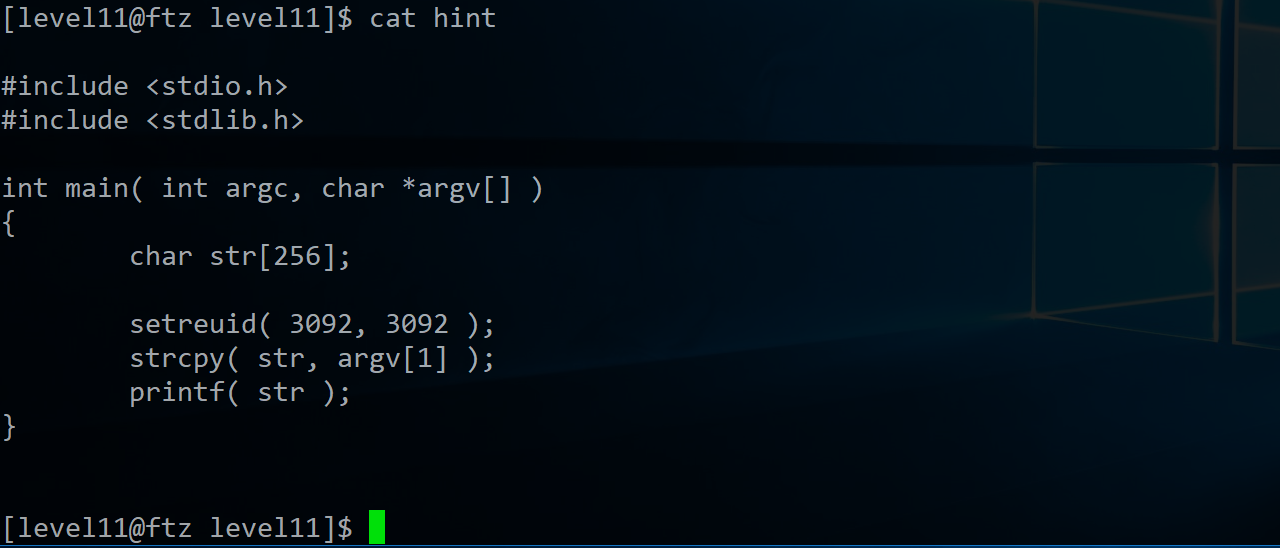 [level11@ftz level11]$ cat hint
#include <stdio.h>
#include <stdlib.h>
int main( int argc, char *argv[] )
{
char str[256];
setreuid( 3092, 3092 );
strcpy( str, argv[1] );
printf( str );
}
[level11@ftz level11]$